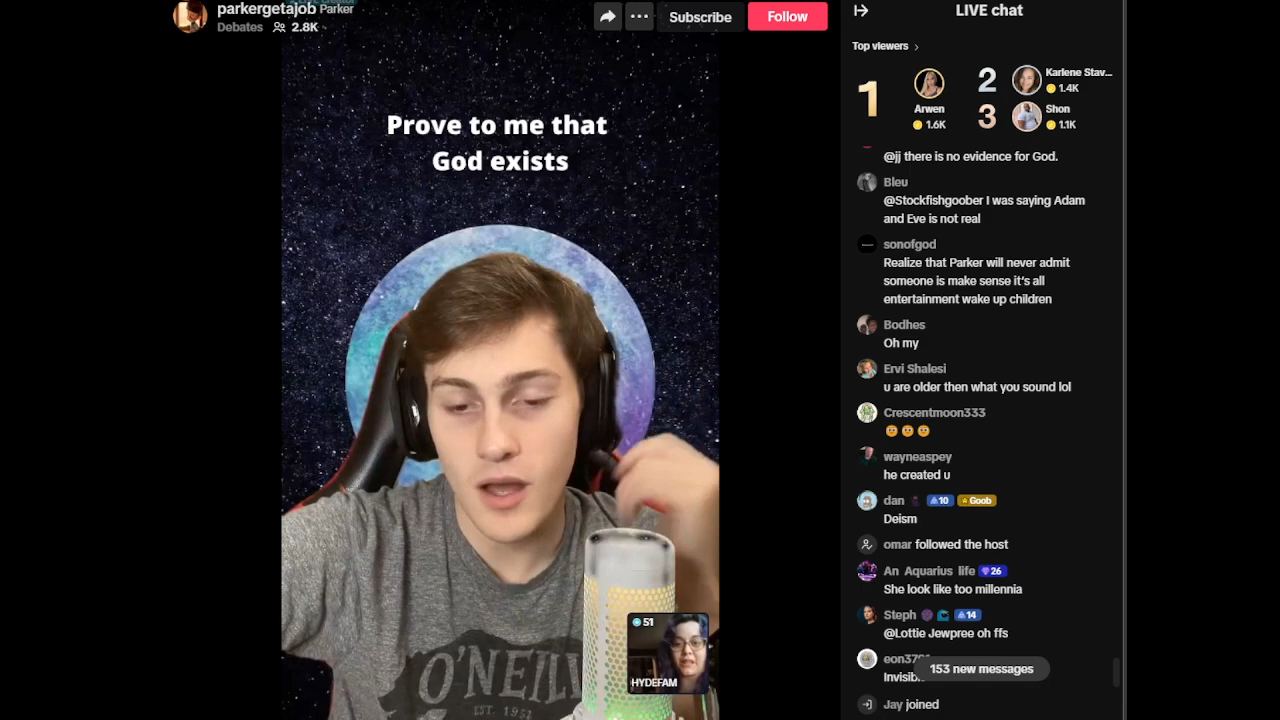 parkergetajob Parker
Debates 2.8K
Subscribe
Follow
Prove to me that
God exists
O'NEILL
EST. 1952
51
HYDEFAM
LIVE chat
Top viewers
1
Arwen
1.6K
2
Karlene Stav...
1.4K
3
Shon
1.1K
@jj there is no evidence for God.
Bleu
@Stockfishgoober I was saying Adam
and Eve is not real
sonofgod
Realize that Parker will never admit
someone is make sense it's all
entertainment wake up children
Bodhes
Oh my
Ervi Shalesi
u are older then what you sound lol
Crescentmoon333
wayneaspey
he created u
dan 10 Goob
Deism
omar followed the host
An Aquarius life 26
She look like too millennia
Steph 14
@Lottie Jewpree oh ffs
153 new messages
Jay joined